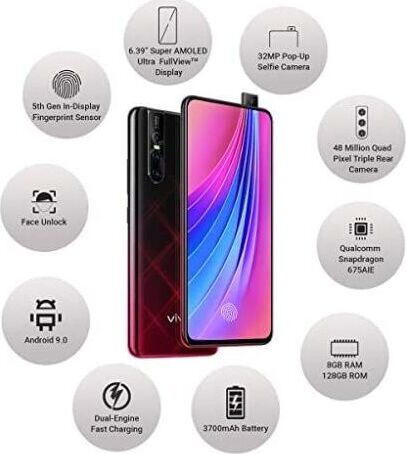 6.39" Super AMOLED
Ultra FullView™
Display
32MP Pop-Up
Selfie Camera
5th Gen In-Display
Fingerprint Sensor
48 Million Quad
Pixel Triple Rear
Camera
Face Unlock
Qualcomm
Snapdragon
675AIE
Android 9.0
8GB RAM
128GB ROM
Dual-Engine
Fast Charging
3700mAh Battery